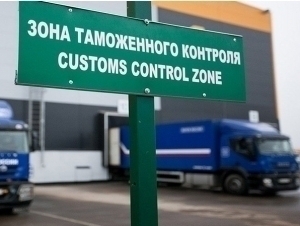 ЗОНА ТАМОЖЕННОГО КОНТРОЛЯ
CUSTOMS CONTROL ZONE